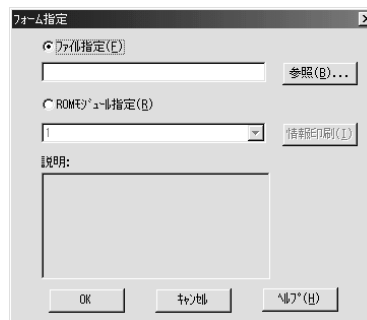 フォーム指定
ファイル指定(F)
参照(B)...
ROMモジュール指定(R)
1
情報印刷(I)
説明:
OK
キャンセル
ヘルプ(H)